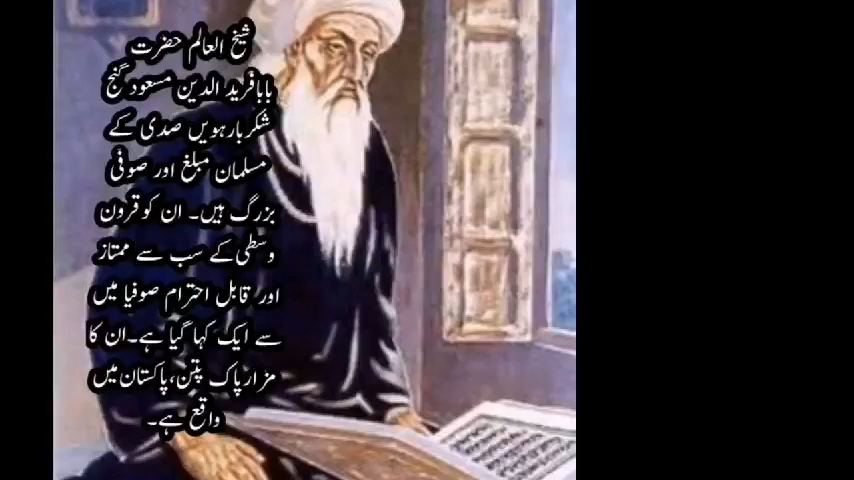 شیخ العالم حضرت
بابا فرید الدین مسعود گنج
شکر بارہویں صدی کے
مسلمان مبلغ اور صوفی
بزرگ ہیں۔ ان کو قرون
وسطی کے سب سے ممتاز
اور قابل احترام صوفیا میں
سے ایک کہا گیا ہے۔ ان کا
مزار پاک پتن، پاکستان میں
واقع ہے۔